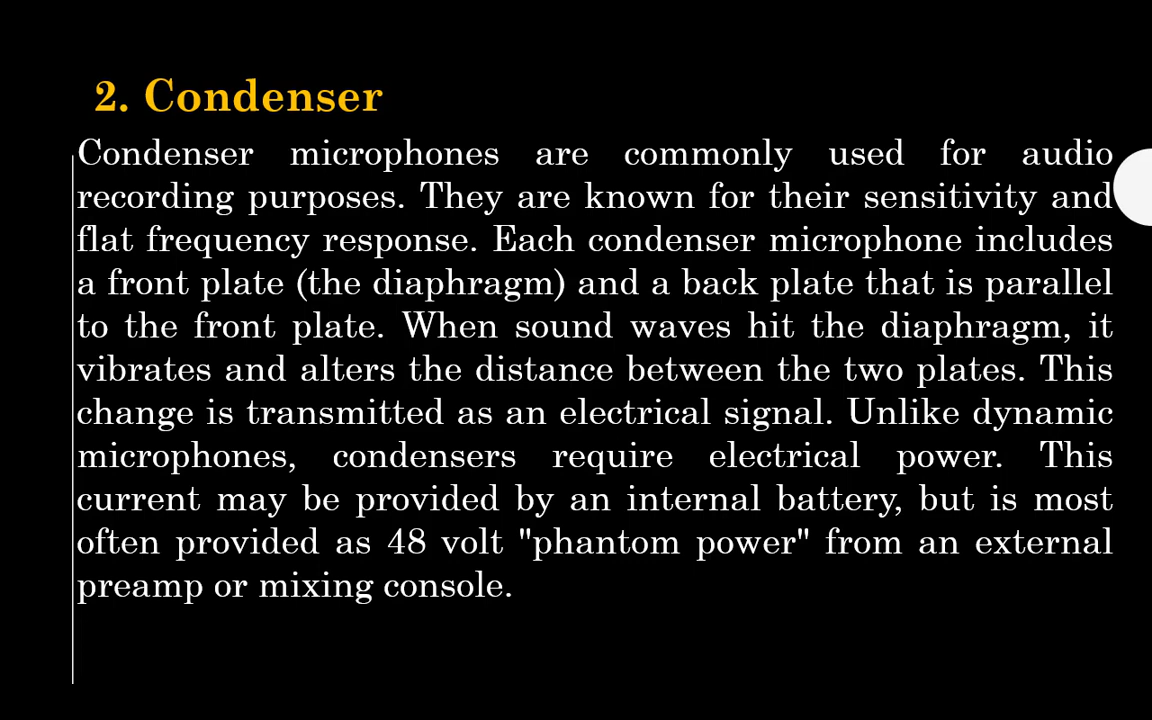 2. Condenser
Condenser microphones are commonly used for audio
recording purposes. They are known for their sensitivity and
flat frequency response. Each condenser microphone includes
a front plate (the diaphragm) and a back plate that is parallel
to the front plate. When sound waves hit the diaphragm, it
vibrates and alters the distance between the two plates. This
change is transmitted as an electrical signal. Unlike dynamic
microphones, condensers require electrical power. This
current may be provided by an internal battery, but is most
often provided as 48 volt "phantom power" from an external
preamp or mixing console.